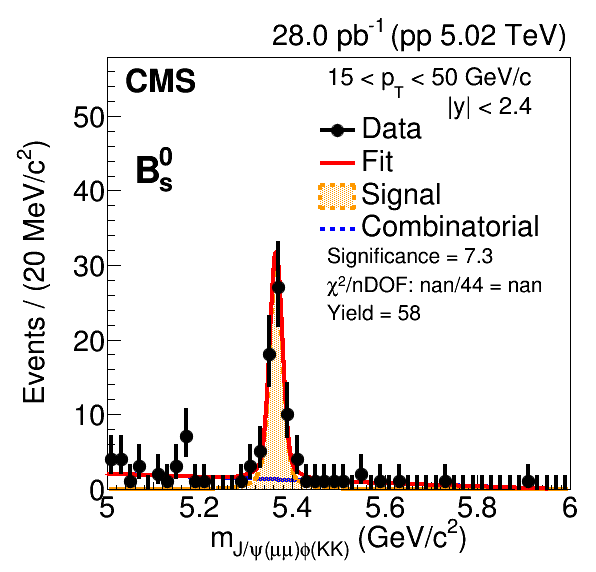 28.0 pb⁻¹ (pp 5.02 TeV)
CMS
15 < p_T < 50 GeV/c
|y| < 2.4
B_s^0
Data
Fit
Signal
Combinatorial
Significance = 7.3
χ²/nDOF: nan/44 = nan
Yield = 58
Events / (20 MeV/c²)
50
40
30
20
10
0
5 5.2 5.4 5.6 5.8 6
m_J/ψ(μμ)φ(KK) (GeV/c²)